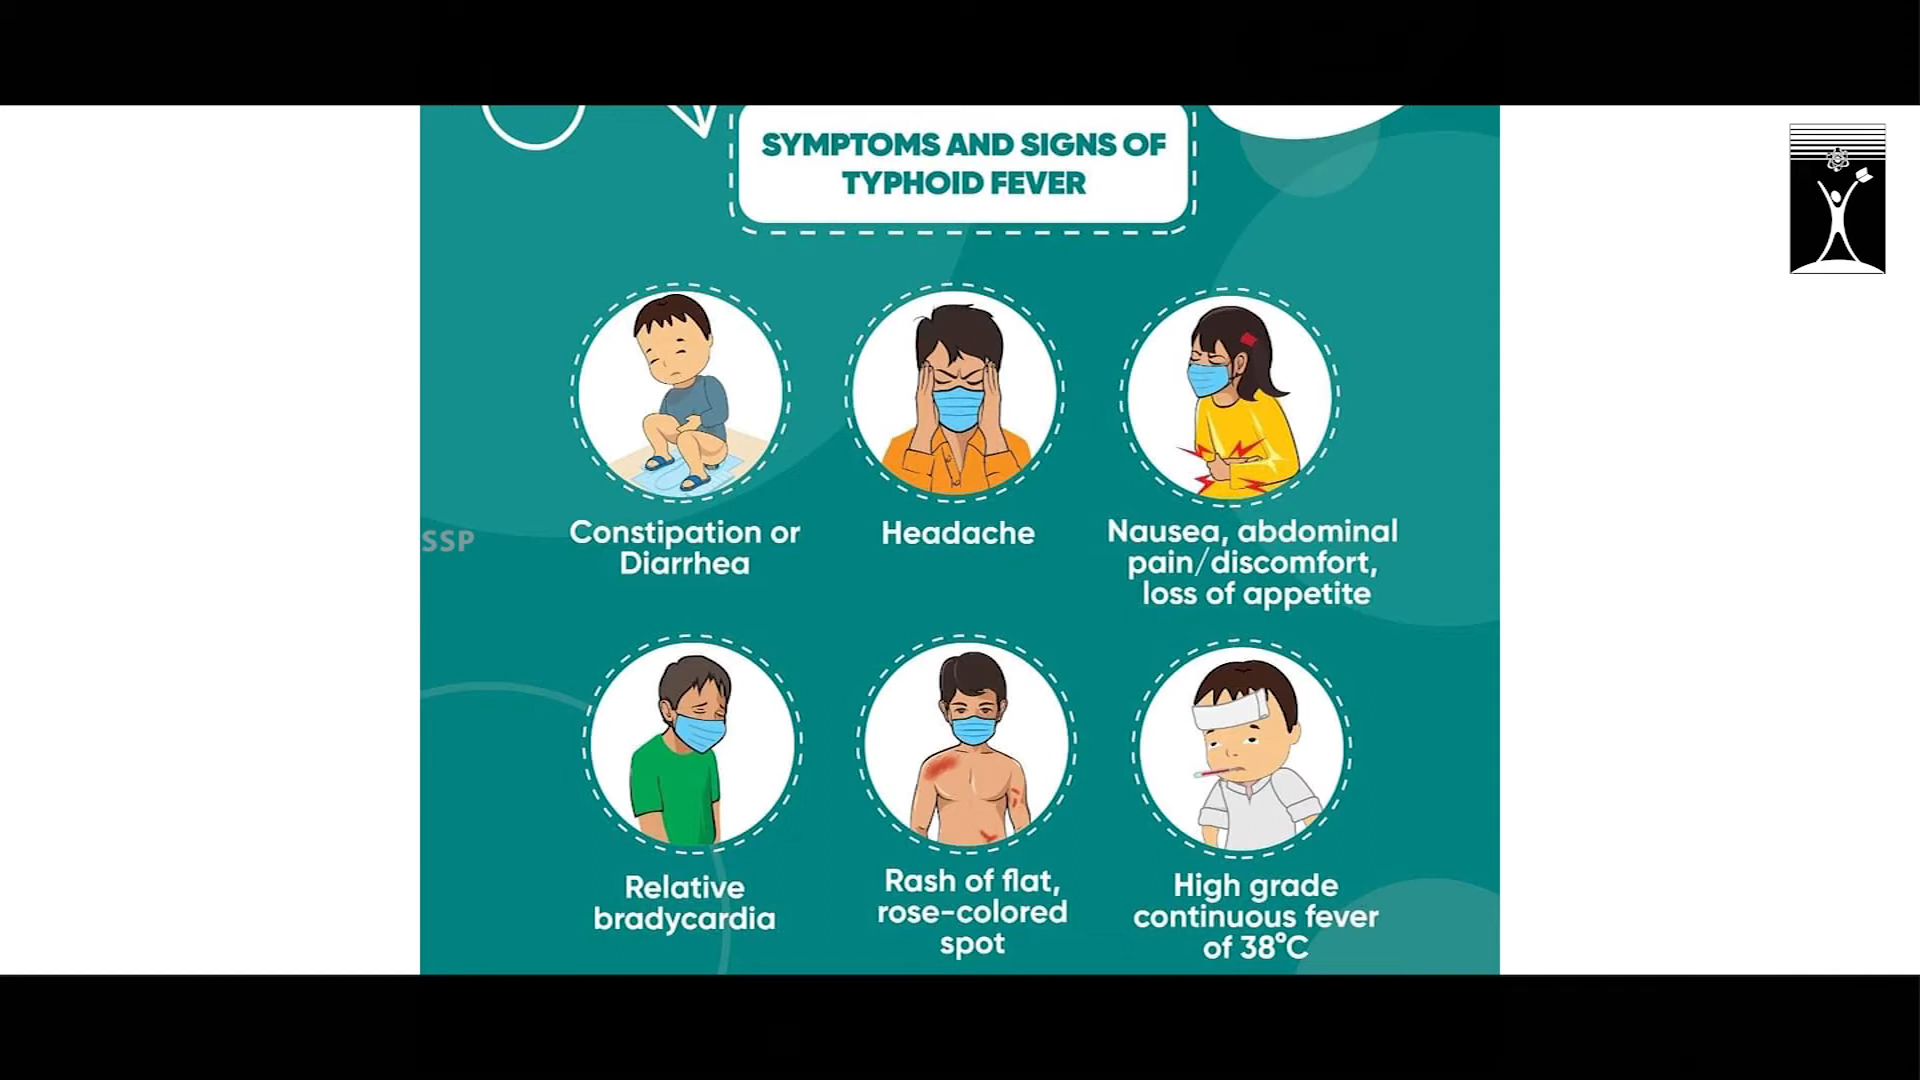 SYMPTOMS AND SIGNS OF
TYPHOID FEVER
Constipation or
Diarrhea
Headache
Nausea, abdominal
pain/discomfort,
loss of appetite
SSP
Relative
bradycardia
Rash of flat,
rose-colored
spot
High grade
continuous fever
of 38°C